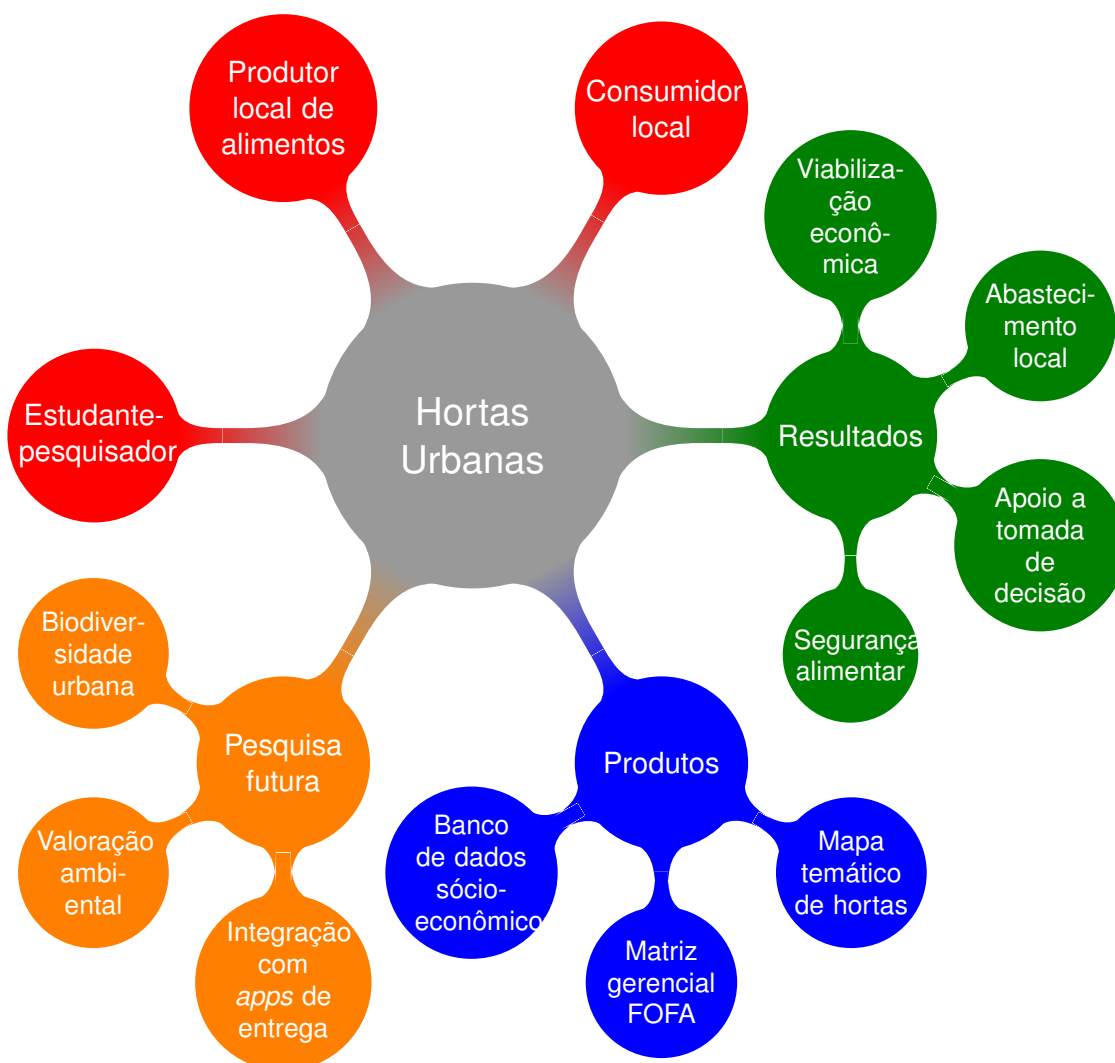 Produtor
local de
alimentos
Consumidor
local
Viabiliza-
ção
econô-
mica
Abasteci-
mento
local
Estudante-
pesquisador
Hortas
Urbanas
Resultados
Apoio a
tomada
de
decisão
Segurança
alimentar
Biodiver-
sidade
urbana
Pesquisa
futura
Produtos
Valoração
ambi-
ental
Integração
com
apps de
entrega
Banco
de dados
sócio-
econômico
Matriz
gerencial
FOFA
Mapa
temático
de hortas